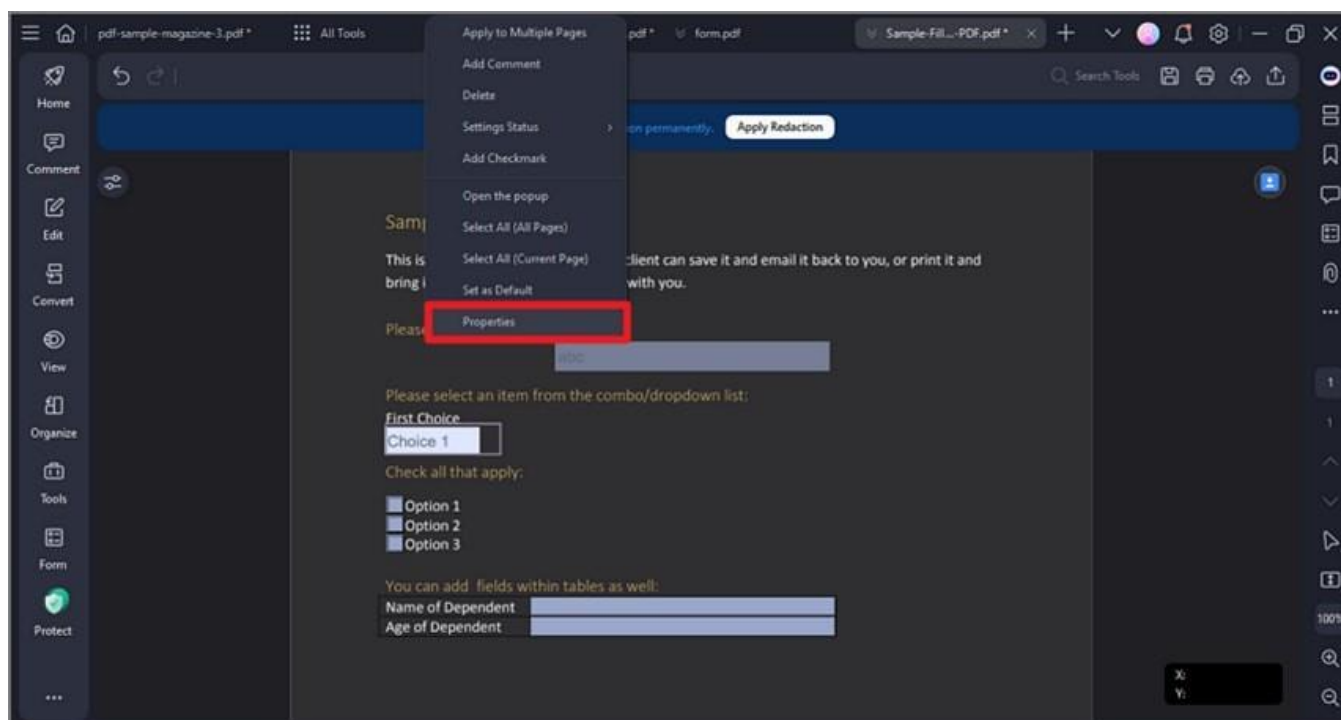 pdf-sample-magazine-3.pdf *
All Tools
pdf *
form.pdf
Sample-Fill...-PDF.pdf *
Search Tools
Home
Comment
Edit
Convert
View
Organize
Tools
Form
Protect
Apply to Multiple Pages
Add Comment
Delete
Settings Status
Add Checkmark
Open the popup
Select All (All Pages)
Select All (Current Page)
Set as Default
Properties
on permanently.
Apply Redaction
Sam
This is client can save it and email it back to you, or print it and
bring with you.
Pleas
abc
Please select an item from the combo/dropdown list:
First Choice
Choice 1
Check all that apply:
Option 1
Option 2
Option 3
You can add fields within tables as well:
Name of Dependent
Age of Dependent
1
1
100%
X:
Y: